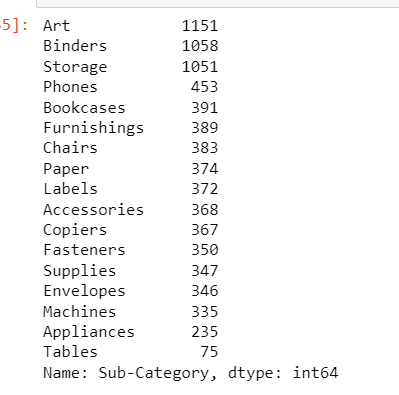 5]: Art 1151
Binders 1058
Storage 1051
Phones 453
Bookcases 391
Furnishings 389
Chairs 383
Paper 374
Labels 372
Accessories 368
Copiers 367
Fasteners 350
Supplies 347
Envelopes 346
Machines 335
Appliances 235
Tables 75
Name: Sub-Category, dtype: int64